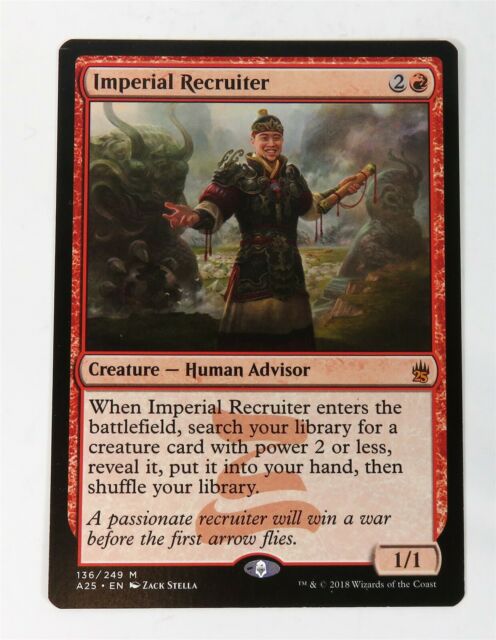 Imperial Recruiter 2
Creature — Human Advisor
25
When Imperial Recruiter enters the
battlefield, search your library for a
creature card with power 2 or less,
reveal it, put it into your hand, then
shuffle your library.
A passionate recruiter will win a war
before the first arrow flies.
1/1
136/249 M
A25 • EN Zack Stella
™ & © 2018 Wizards of the Coast